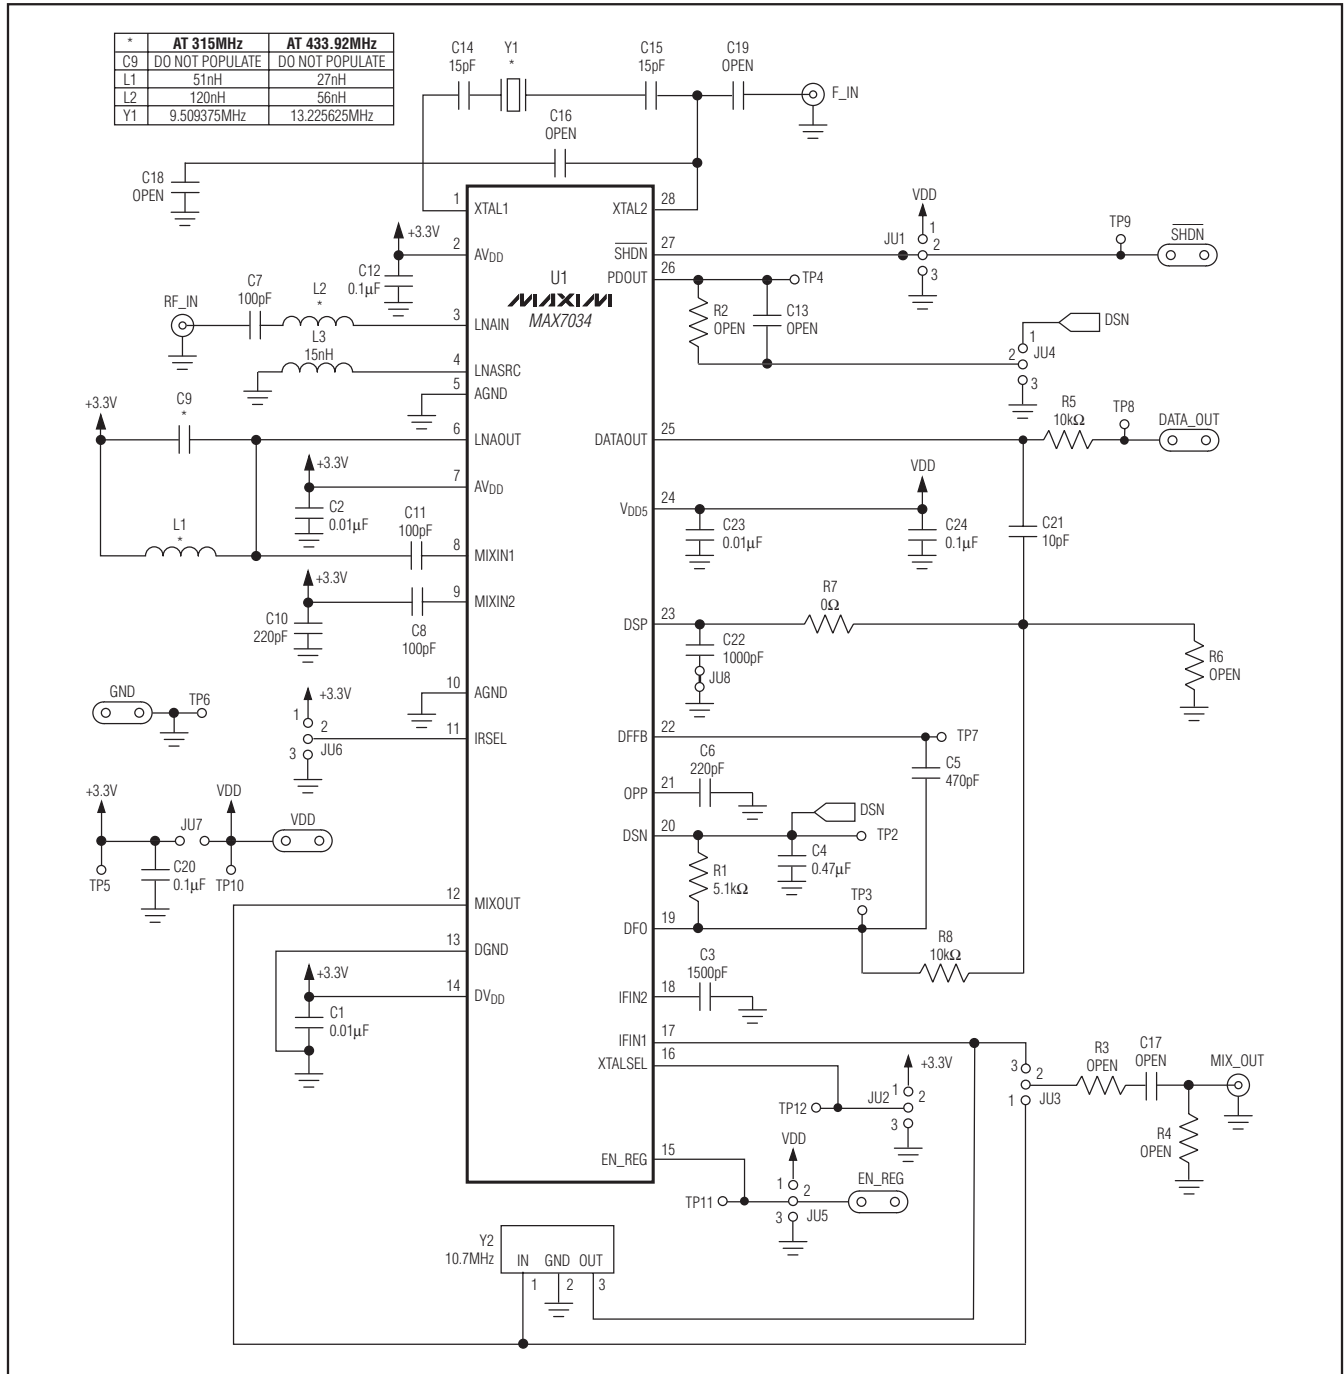 * AT 315MHz AT 433.92MHz
C9 DO NOT POPULATE DO NOT POPULATE
L1 51nH 27nH
L2 120nH 56nH
Y1 9.509375MHz 13.225625MHz
C14
15pF
Y1
*
C15
15pF
C19
OPEN
F_IN
C16
OPEN
C18
OPEN
1
XTAL1
XTAL2
28
+3.3V
2
AVDD
C12
0.1µF
SHDN
27
PDOUT
26
U1
MAXIM
MAX7034
VDD
JU1
1
2
3
TP9
SHDN
TP4
R2
OPEN
C13
OPEN
DSN
1
2
JU4
3
RF_IN
C7
100pF
L2
*
3
LNAIN
L3
15nH
4
LNASRC
5
AGND
+3.3V
C9
*
6
LNAOUT
DATAOUT
25
R5
10kΩ
TP8
DATA_OUT
+3.3V
7
AVDD
C2
0.01µF
VDD5
24
VDD
C23
0.01µF
C24
0.1µF
C21
10pF
L1
*
C11
100pF
8
MIXIN1
+3.3V
9
MIXIN2
C10
220pF
C8
100pF
DSP
23
R7
0Ω
C22
1000pF
JU8
R6
OPEN
GND
TP6
10
AGND
+3.3V
1
2
3
JU6
11
IRSEL
DFFB
22
TP7
C5
470pF
C6
220pF
OPP
21
DSN
DSN
20
TP2
R1
5.1kΩ
C4
0.47µF
+3.3V
JU7
VDD
VDD
TP5
C20
0.1µF
TP10
12
MIXOUT
TP3
DFO
19
R8
10kΩ
13
DGND
+3.3V
14
DVDD
C1
0.01µF
C3
1500pF
IFIN2
18
IFIN1
17
XTALSEL
16
+3.3V
TP12
JU2
1
2
3
3
2
1
JU3
R3
OPEN
C17
OPEN
MIX_OUT
R4
OPEN
EN_REG
15
VDD
TP11
1
2
3
JU5
EN_REG
Y2
10.7MHz
IN GND OUT
1 2 3